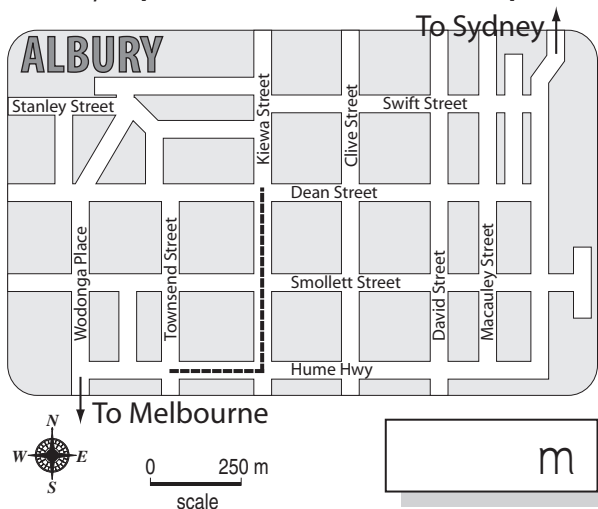 To Sydney
ALBURY
Stanley Street
Kiewa Street
Clive Street
Swift Street
Dean Street
Wodonga Place
Townsend Street
Smollett Street
David Street
Macauley Street
Hume Hwy
To Melbourne
N
W E
S
0 250 m
scale
m